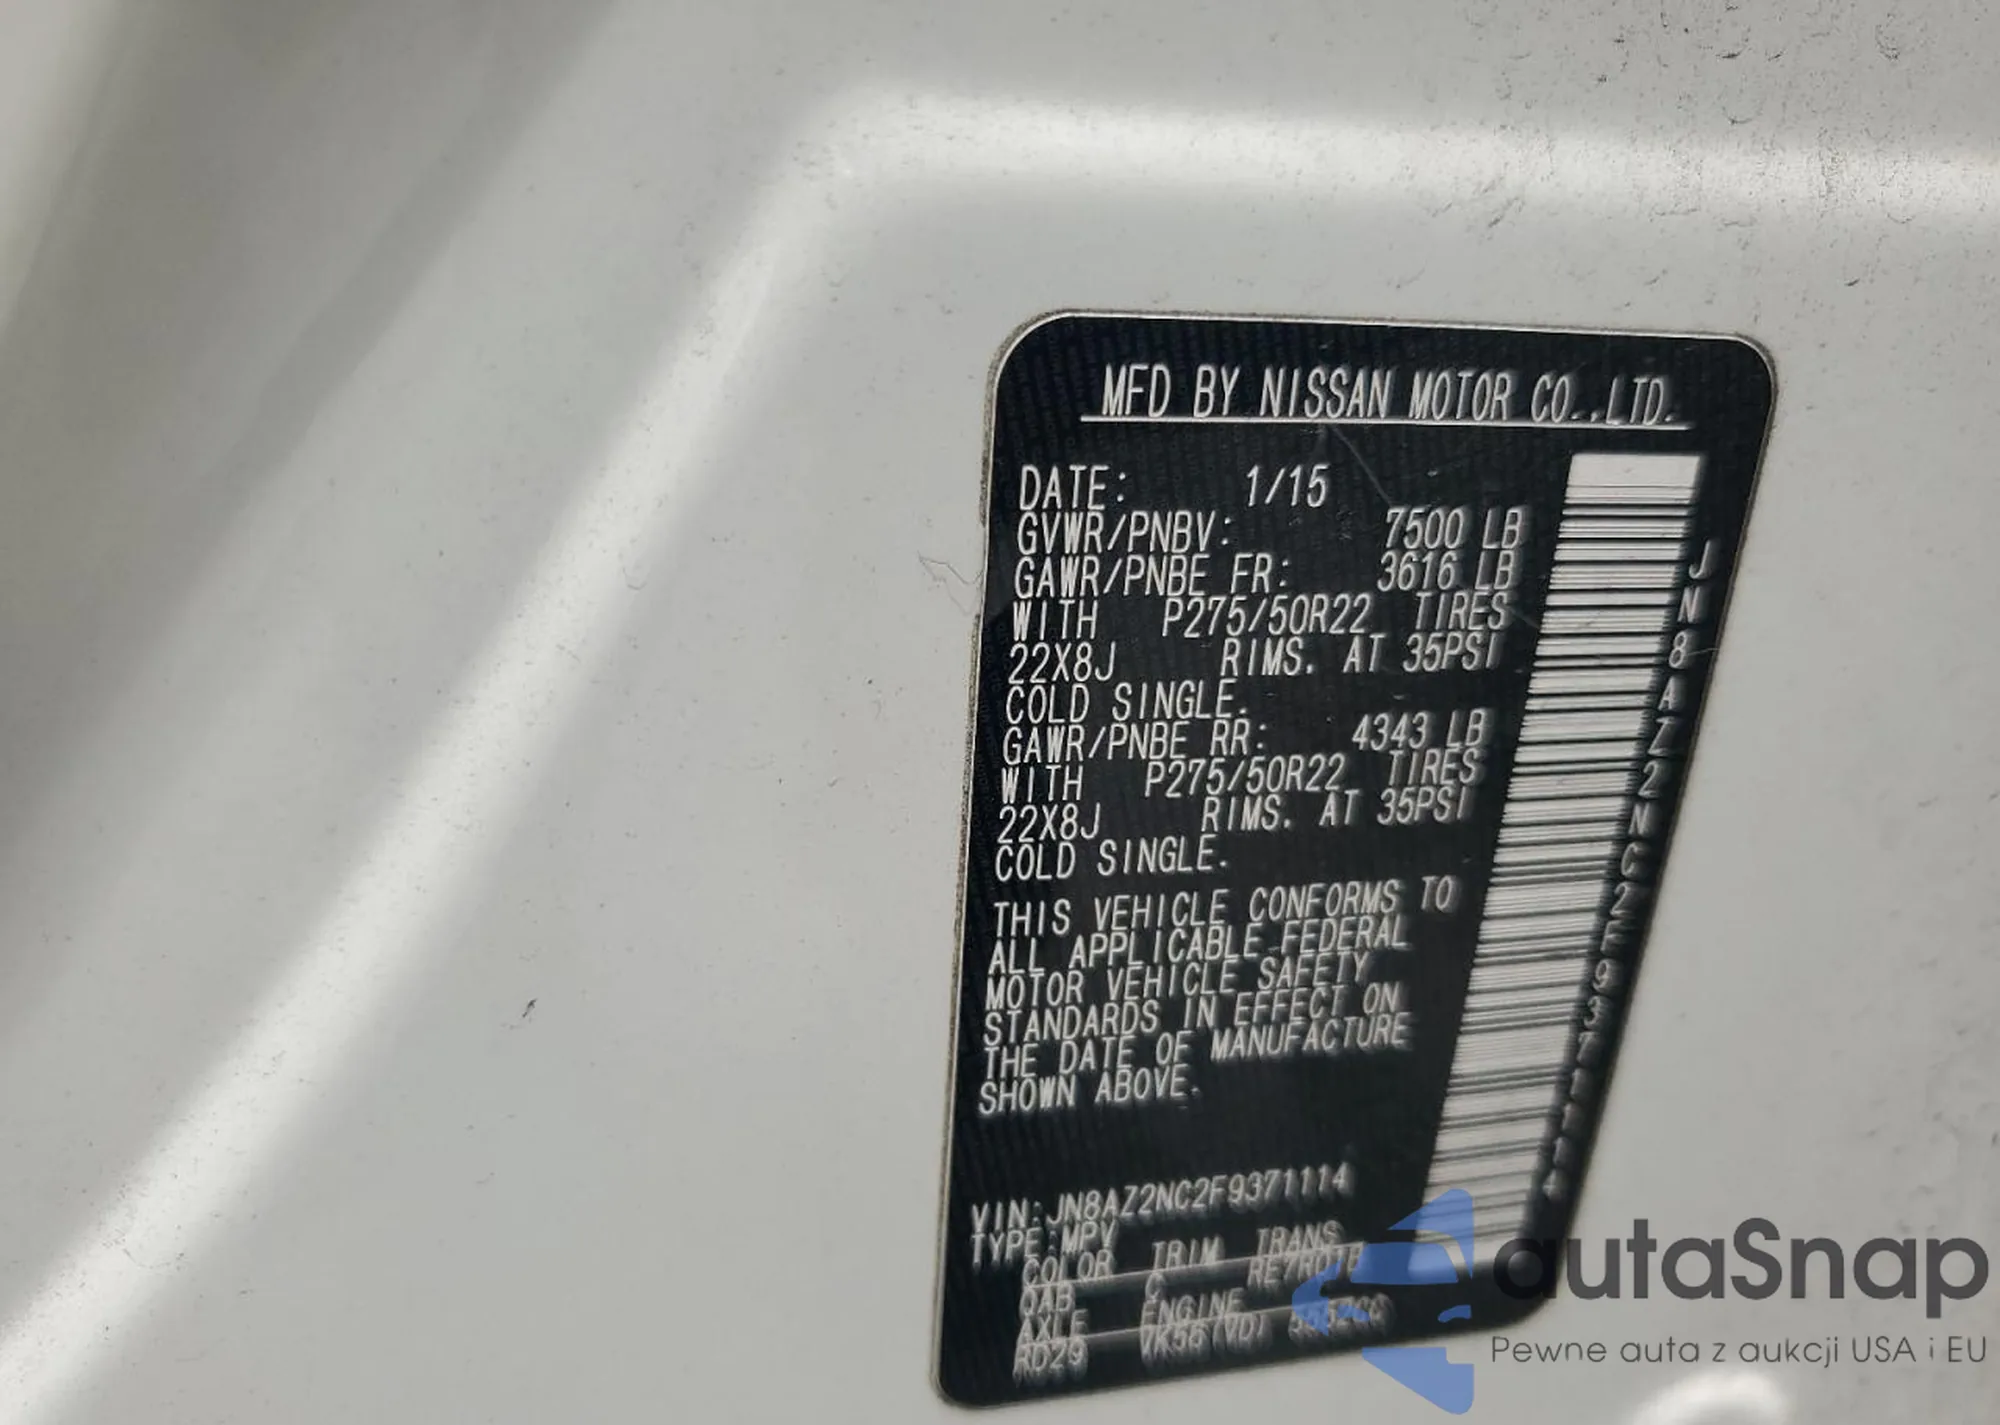 MFD BY NISSAN MOTOR CO.,LTD.
DATE: 1/15
GVWR/PNBV: 7500 LB
GAWR/PNBE FR: 3616 LB
WITH P275/50R22 TIRES
22X8J RIMS. AT 35PSI
COLD SINGLE.
GAWR/PNBE RR: 4343 LB
WITH P275/50R22 TIRES
22X8J RIMS. AT 35PSI
COLD SINGLE.
THIS VEHICLE CONFORMS TO
ALL APPLICABLE FEDERAL
MOTOR VEHICLE SAFETY
STANDARDS IN EFFECT ON
THE DATE OF MANUFACTURE
SHOWN ABOVE.
VIN:JN8AZ2NC2F9371114
TYPE:MPV
COLOR TRIM TRANS
QAB C
AXLE ENGINE
RD29 VK56(VD) 5552CC
JN8AZ2NC2F9371114
autaSnap
Pewne auta z aukcji USA i EU